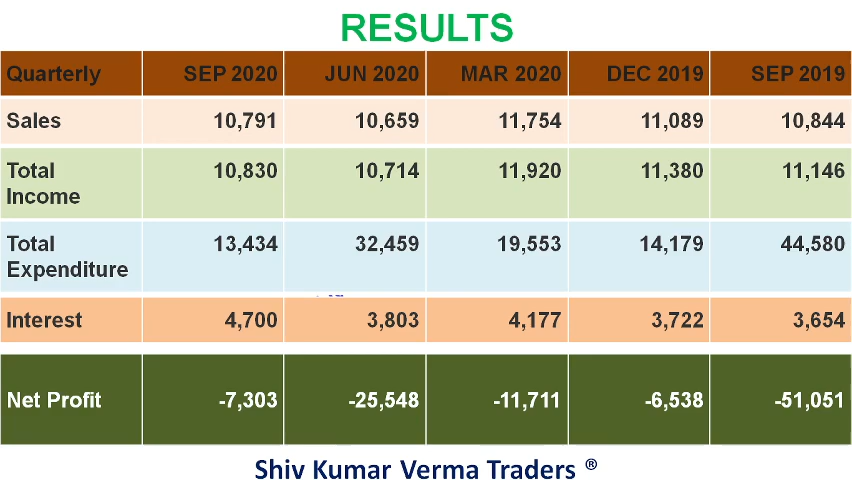 RESULTS
Quarterly SEP 2020 JUN 2020 MAR 2020 DEC 2019 SEP 2019
Sales 10,791 10,659 11,754 11,089 10,844
Total Income 10,830 10,714 11,920 11,380 11,146
Total Expenditure 13,434 32,459 19,553 14,179 44,580
Interest 4,700 3,803 4,177 3,722 3,654
Net Profit -7,303 -25,548 -11,711 -6,538 -51,051
Shiv Kumar Verma Traders ®